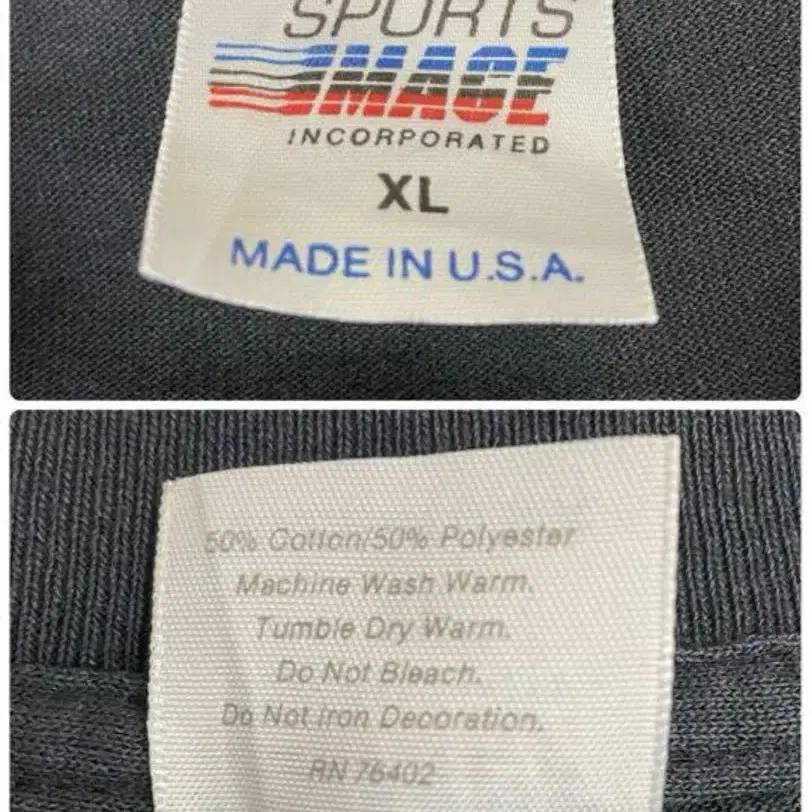 SPORTS
IMAGE
INCORPORATED
XL
MADE IN U.S.A.
50% Cotton/50% Polyester
Machine Wash Warm.
Tumble Dry Warm.
Do Not Bleach.
Do Not Iron Decoration.
RN 76402